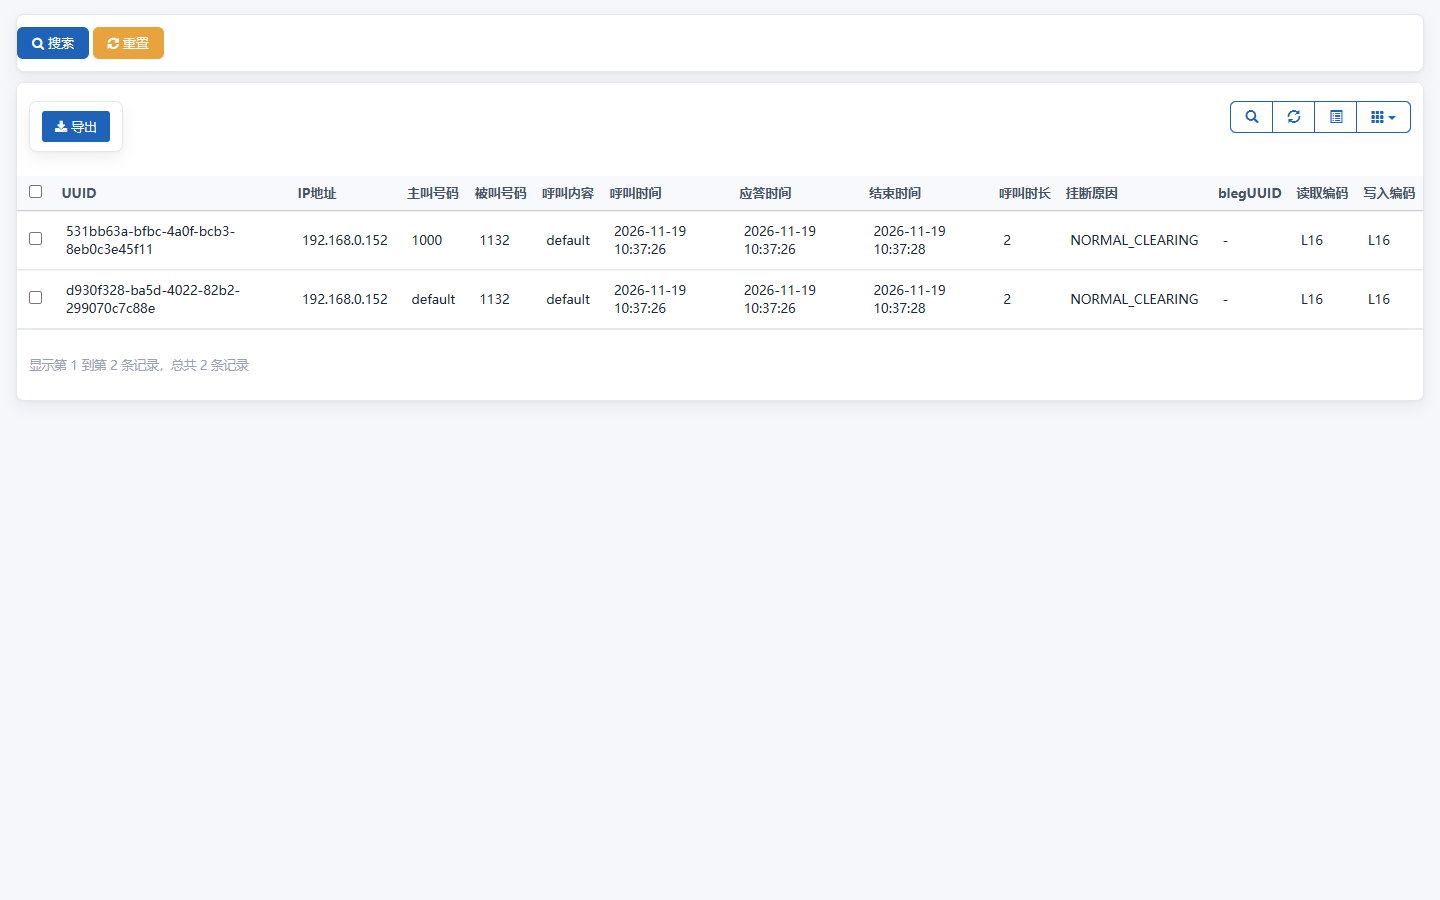 搜索 重置
导出
UUID IP地址 主叫号码 被叫号码 呼叫内容 呼叫时间 应答时间 结束时间 呼叫时长 挂断原因 blegUUID 读取编码 写入编码
531bb63a-bfbc-4a0f-bcb3-8eb0c3e45f11 192.168.0.152 1000 1132 default 2026-11-19 10:37:26 2026-11-19 10:37:26 2026-11-19 10:37:28 2 NORMAL_CLEARING - L16 L16
d930f328-ba5d-4022-82b2-299070c7c88e 192.168.0.152 default 1132 default 2026-11-19 10:37:26 2026-11-19 10:37:26 2026-11-19 10:37:28 2 NORMAL_CLEARING - L16 L16
显示第 1 到第 2 条记录，总共 2 条记录